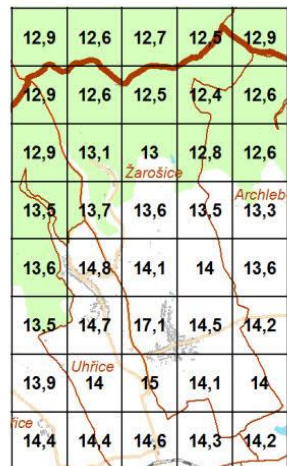 12,9 12,6 12,7 12,5 12,9
12,9 12,6 12,5 12,4 12,6
12,9 13,1 13 12,8 12,6
Žarošice
Archleb
13,5 13,7 13,6 13,5 13,3
13,6 14,8 14,1 14 13,6
13,5 14,7 17,1 14,5 14,2
Uhřice
13,9 14 15 14,1 14
řice
14,4 14,4 14,6 14,3 14,2